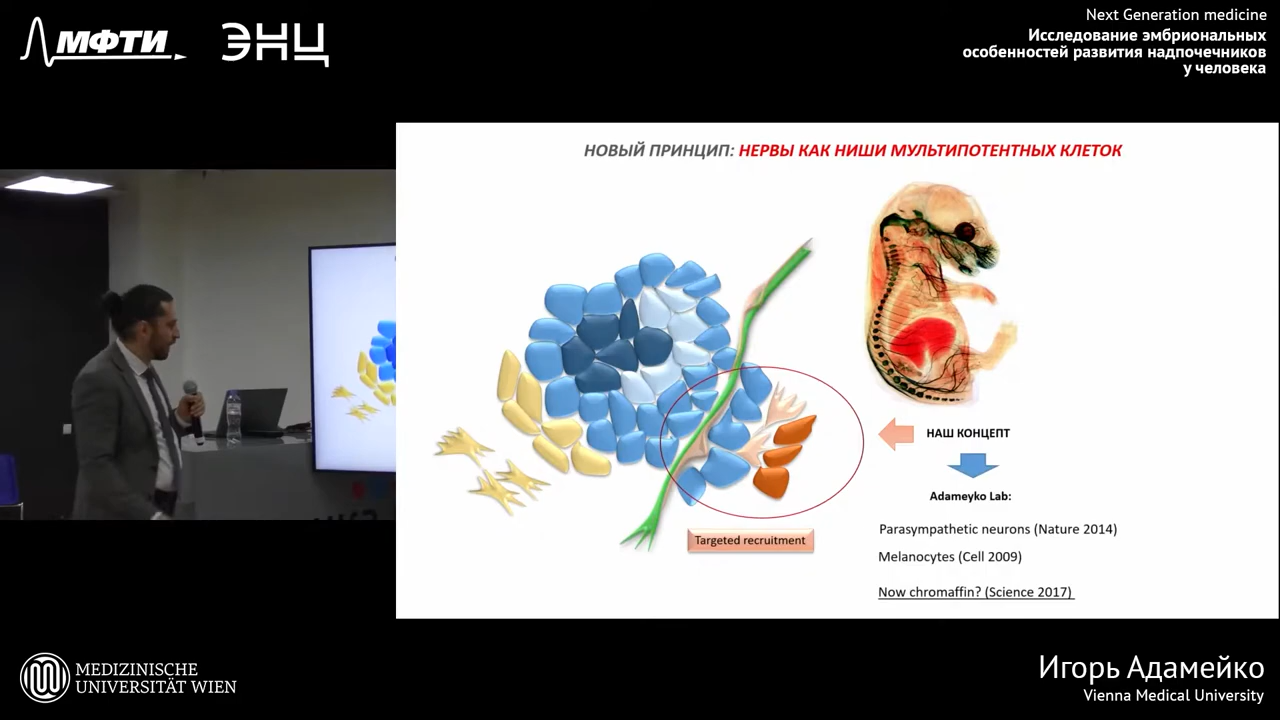 МФТИ
ЭНЦ
Next Generation medicine
Исследование эмбриональных
особенностей развития надпочечников
у человека
НОВЫЙ ПРИНЦИП: НЕРВЫ КАК НИШИ МУЛЬТИПОТЕНТНЫХ КЛЕТОК
НАШ КОНЦЕПТ
Adameyko Lab:
Parasympathetic neurons (Nature 2014)
Melanocytes (Cell 2009)
Now chromaffin? (Science 2017)
Targeted recruitment
MEDIZINISCHE
UNIVERSITÄT WIEN
Игорь Адамейко
Vienna Medical University